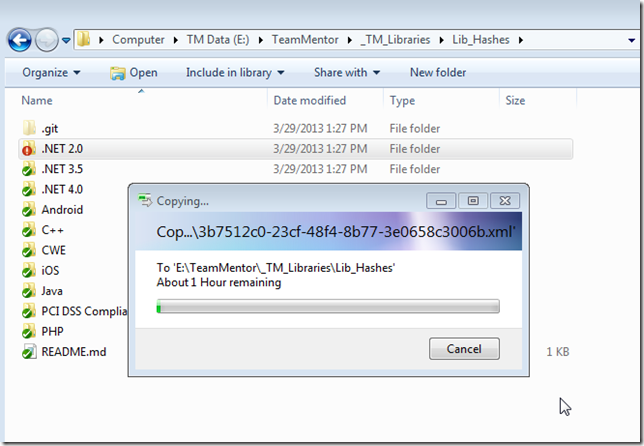 Computer TM Data (E:) TeamMentor _TM_Libraries Lib_Hashes
Organize Open Include in library Share with New folder
Name Date modified Type Size
.git 3/29/2013 1:27 PM File folder
.NET 2.0 3/29/2013 1:27 PM File folder
.NET 3.5 3/29/2013 1:27 PM File folder
.NET 4.0
Android
C++
CWE
iOS
Java
PCI DSS Complia
PHP
README.md 1 KB
Copying...
Cop...\3b7512c0-23cf-48f4-8b77-3e0658c3006b.xml'
To 'E:\TeamMentor\_TM_Libraries\Lib_Hashes'
About 1 Hour remaining
Cancel